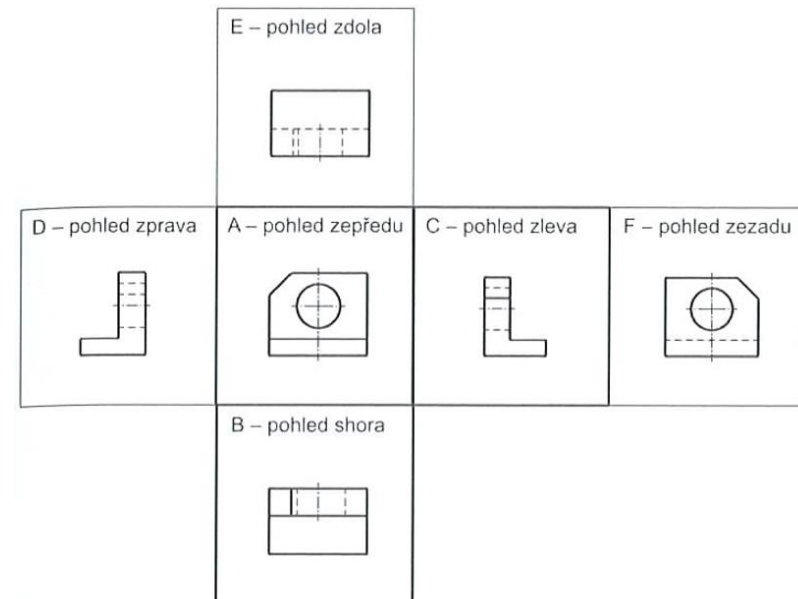 E – pohled zdola
D – pohled zprava
A – pohled zepředu
C – pohled zleva
F – pohled zezadu
B – pohled shora